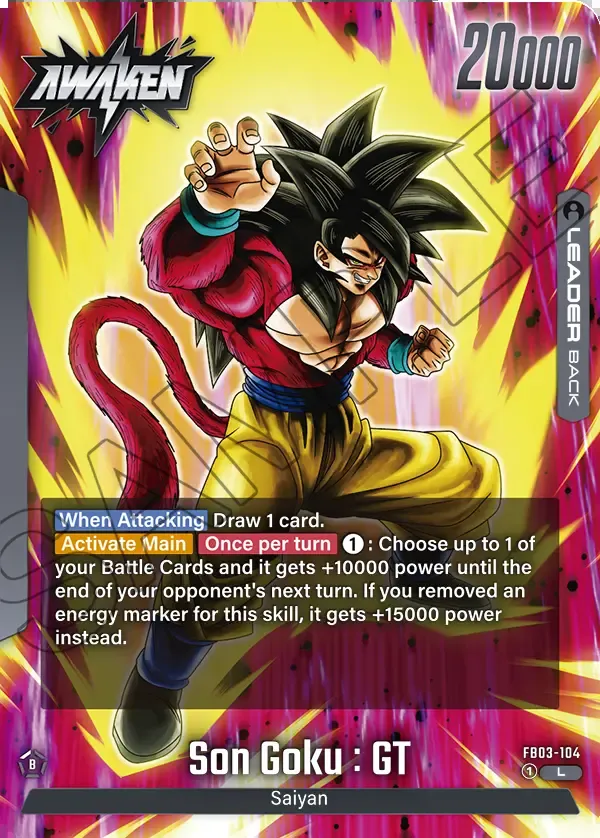 AWAKEN
20000
LEADER BACK
When Attacking Draw 1 card.
Activate Main Once per turn ① : Choose up to 1 of
your Battle Cards and it gets +10000 power until the
end of your opponent's next turn. If you removed an
energy marker for this skill, it gets +15000 power
instead.
SAMPLE
B
Son Goku : GT
FB03-104
① L
Saiyan